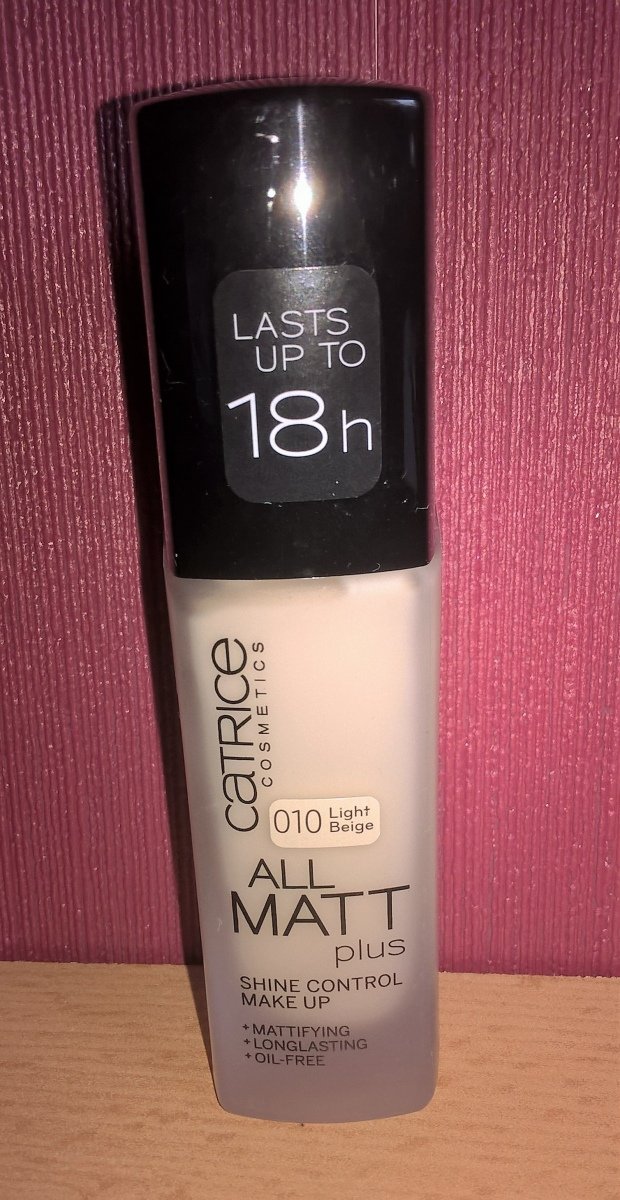 LASTS
UP TO
18h
CATRICE
COSMETICS
010 Light
Beige
ALL
MATT
plus
SHINE CONTROL
MAKE UP
+MATTIFYING
+LONGLASTING
+OIL-FREE